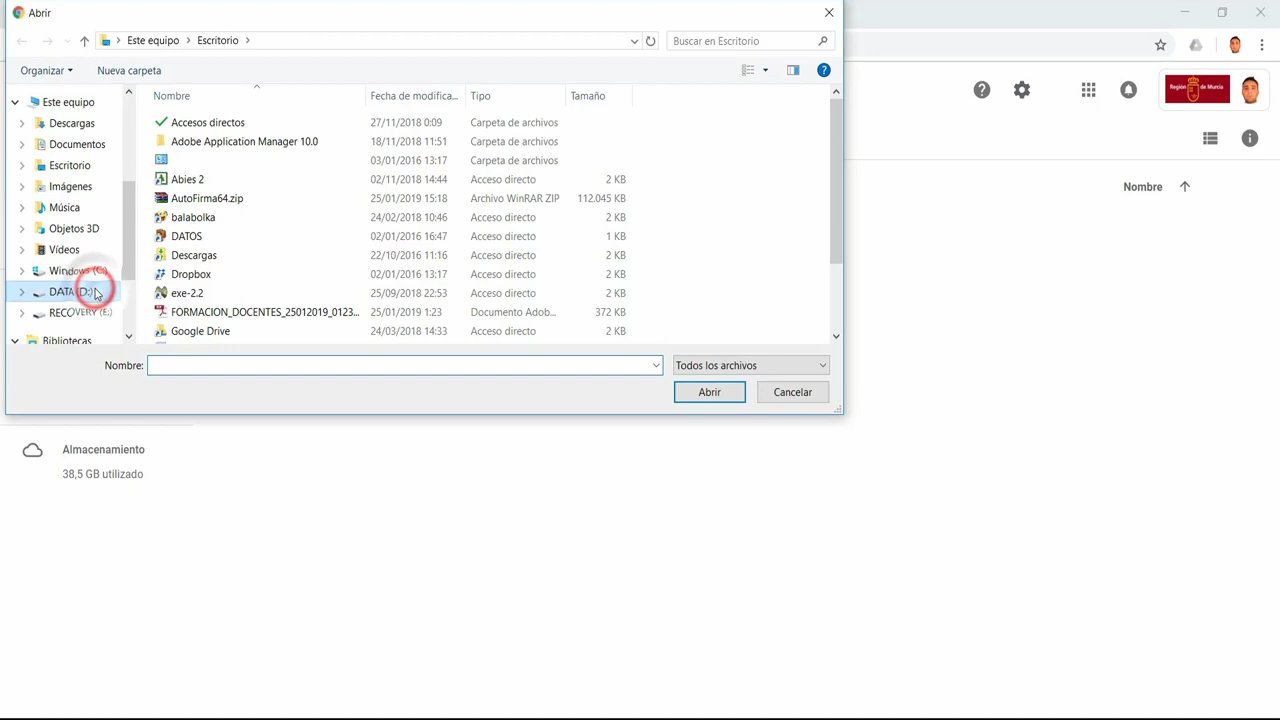 Abrir
Este equipo > Escritorio >
Buscar en Escritorio
Organizar
Nueva carpeta
Este equipo
Descargas
Documentos
Escritorio
Imágenes
Música
Objetos 3D
Vídeos
Windows (C:)
DATA (D:)
RECOVERY (E:)
Bibliotecas
Nombre Fecha de modifica... Tipo Tamaño
Accesos directos 27/11/2018 0:09 Carpeta de archivos
Adobe Application Manager 10.0 18/11/2018 11:51 Carpeta de archivos
03/01/2016 13:17 Carpeta de archivos
Abies 2 02/11/2018 14:44 Acceso directo 2 KB
AutoFirma64.zip 25/01/2019 15:18 Archivo WinRAR ZIP 112.045 KB
balabolka 24/02/2018 10:46 Acceso directo 2 KB
DATOS 02/01/2016 16:47 Acceso directo 1 KB
Descargas 22/10/2016 11:16 Acceso directo 2 KB
Dropbox 02/01/2016 13:17 Acceso directo 2 KB
exe-2.2 25/09/2018 22:53 Acceso directo 2 KB
FORMACION_DOCENTES_25012019_0123... 25/01/2019 1:23 Documento Adob... 372 KB
Google Drive 24/03/2018 14:33 Acceso directo 2 KB
Nombre:
Todos los archivos
Abrir
Cancelar
Región de Murcia
Nombre
Almacenamiento
38,5 GB utilizado